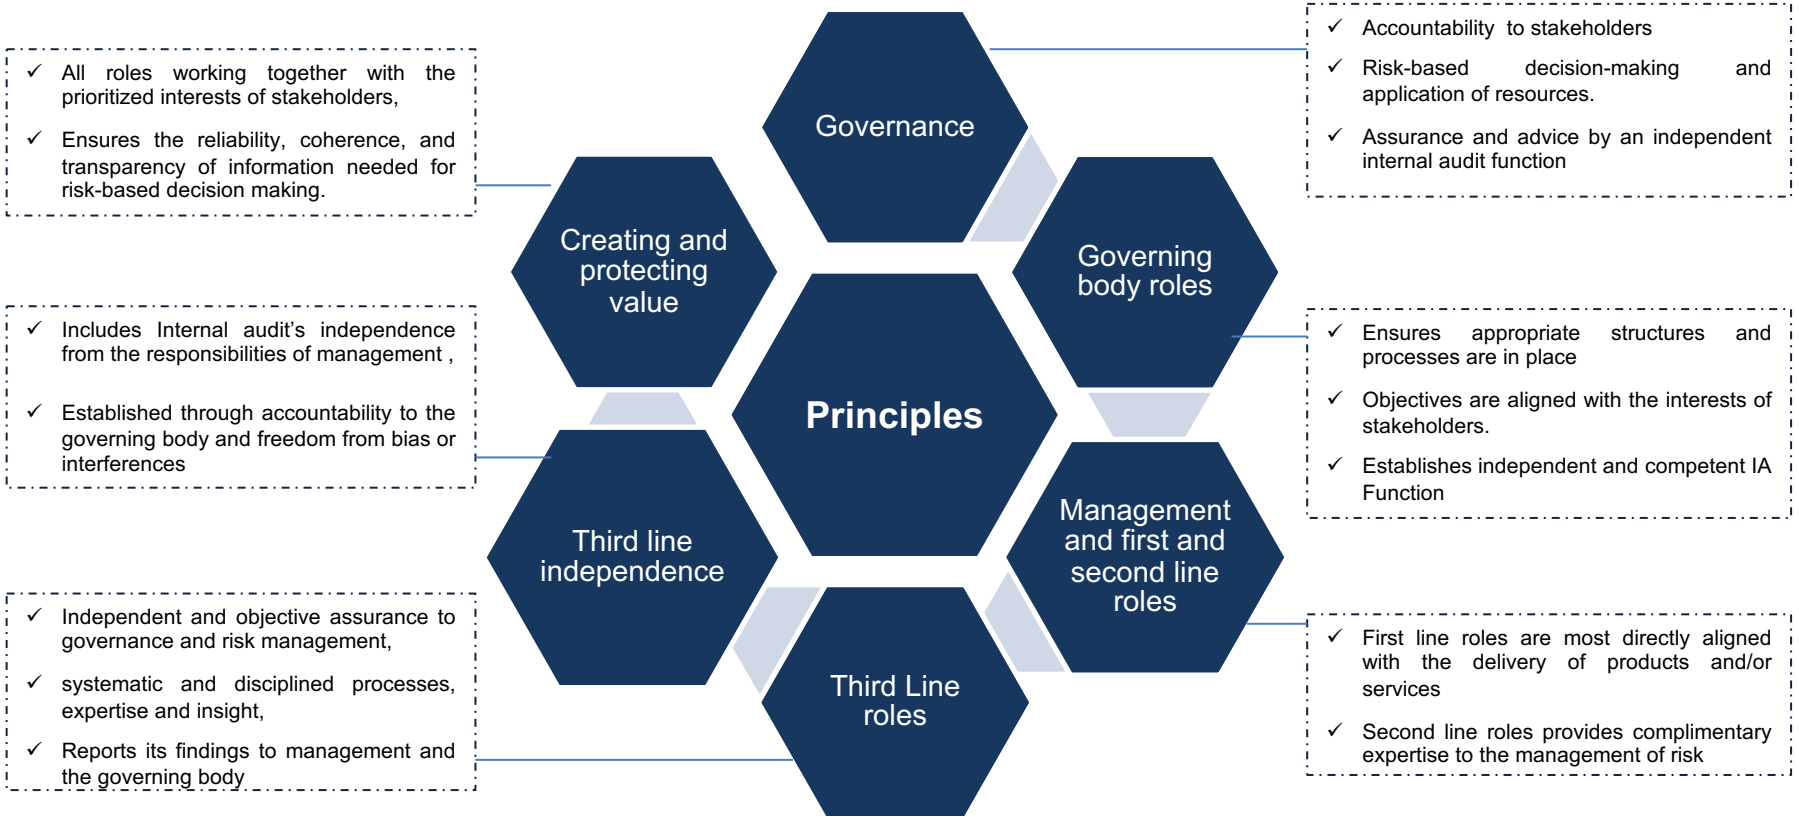 Governance
✓ Accountability to stakeholders
✓ Risk-based decision-making and
application of resources.
✓ Assurance and advice by an independent
internal audit function
Governing
body roles
✓ Ensures appropriate structures and
processes are in place
✓ Objectives are aligned with the interests of
stakeholders.
✓ Establishes independent and competent IA
Function
Management
and first and
second line
roles
✓ First line roles are most directly aligned
with the delivery of products and/or
services
✓ Second line roles provides complimentary
expertise to the management of risk
Third Line
roles
✓ Independent and objective assurance to
governance and risk management,
✓ systematic and disciplined processes,
expertise and insight,
✓ Reports its findings to management and
the governing body
Third line
independence
✓ Includes Internal audit’s independence
from the responsibilities of management ,
✓ Established through accountability to the
governing body and freedom from bias or
interferences
Creating and
protecting
value
✓ All roles working together with the
prioritized interests of stakeholders,
✓ Ensures the reliability, coherence, and
transparency of information needed for
risk-based decision making.
Principles